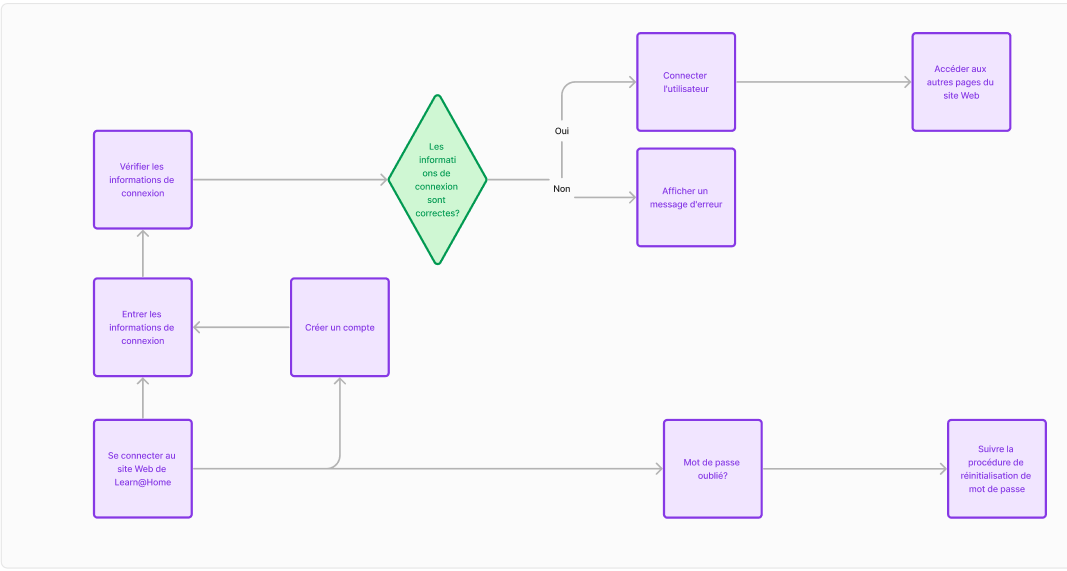 Connecter
l'utilisateur
Accéder aux
autres pages du
site Web
Oui
Vérifier les
informations de
connexion
Les
informati
ons de
connexion
sont
correctes?
Non
Afficher un
message d'erreur
Entrer les
informations de
connexion
Créer un compte
Se connecter au
site Web de
Learn@Home
Mot de passe
oublié?
Suivre la
procédure de
réinitialisation de
mot de passe